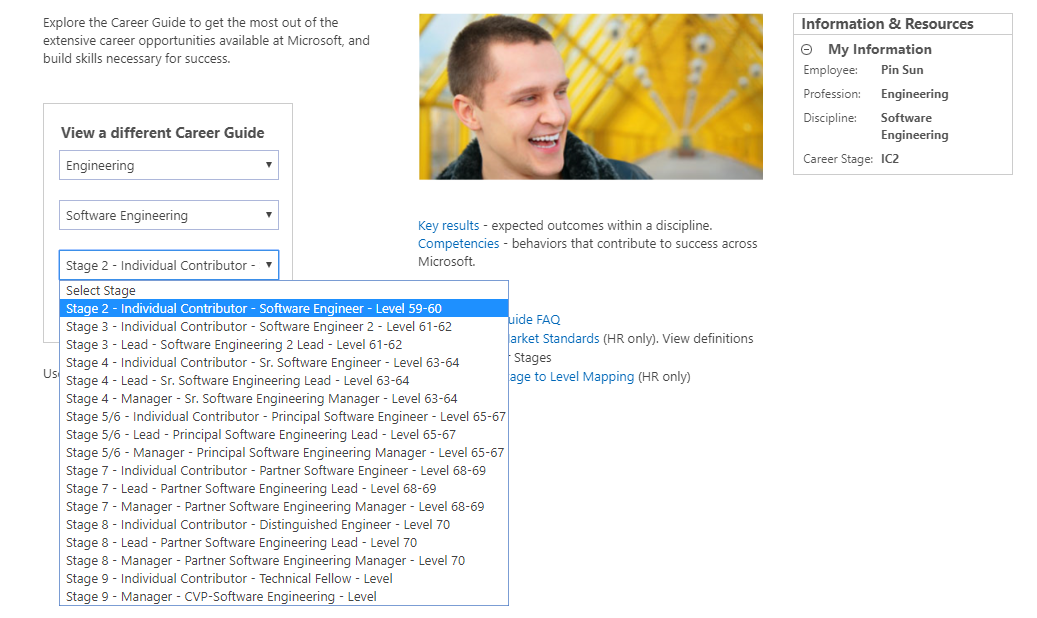 Explore the Career Guide to get the most out of the
extensive career opportunities available at Microsoft, and
build skills necessary for success.
View a different Career Guide
Engineering
Software Engineering
Stage 2 - Individual Contributor -
Select Stage
Stage 2 - Individual Contributor - Software Engineer - Level 59-60
Stage 3 - Individual Contributor - Software Engineer 2 - Level 61-62
Stage 3 - Lead - Software Engineering 2 Lead - Level 61-62
Stage 4 - Individual Contributor - Sr. Software Engineer - Level 63-64
Stage 4 - Lead - Sr. Software Engineering Lead - Level 63-64
Stage 4 - Manager - Sr. Software Engineering Manager - Level 63-64
Stage 5/6 - Individual Contributor - Principal Software Engineer - Level 65-67
Stage 5/6 - Lead - Principal Software Engineering Lead - Level 65-67
Stage 5/6 - Manager - Principal Software Engineering Manager - Level 65-67
Stage 7 - Individual Contributor - Partner Software Engineer - Level 68-69
Stage 7 - Lead - Partner Software Engineering Lead - Level 68-69
Stage 7 - Manager - Partner Software Engineering Manager - Level 68-69
Stage 8 - Individual Contributor - Distinguished Engineer - Level 70
Stage 8 - Lead - Partner Software Engineering Lead - Level 70
Stage 8 - Manager - Partner Software Engineering Manager - Level 70
Stage 9 - Individual Contributor - Technical Fellow - Level
Stage 9 - Manager - CVP-Software Engineering - Level
Key results - expected outcomes within a discipline.
Competencies - behaviors that contribute to success across
Microsoft.
FAQ
Standards (HR only). View definitions
Stages
to Level Mapping (HR only)
Information & Resources
My Information
Employee: Pin Sun
Profession: Engineering
Discipline: Software
Engineering
Career Stage: IC2